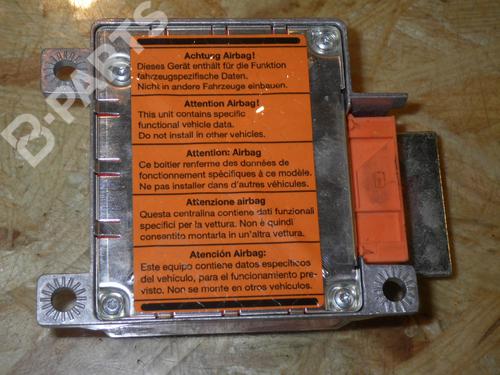 B-PARTS
Achtung Airbag!
Dieses Gerät enthält für die Funktion
fahrzeugspezifische Daten.
Nicht in andere Fahrzeuge einbauen.
Attention Airbag!
This unit contains specific
functional vehicle data.
Do not install in other vehicles.
Attention: Airbag
Ce boitier renferme des données de
fonctionnement spécifiques à ce modèle.
Ne pas installer dans d'autres véhicules.
Attenzione airbag
Questa centralina contiene dati funzionali
specifici per la vettura. Non è quindi
consentito montarla in un'altra vettura.
Atención Airbag:
Este equipo contiene datos especificos
del vehículo, para el funcionamiento pre-
visto. Non se monte en otros vehículos.